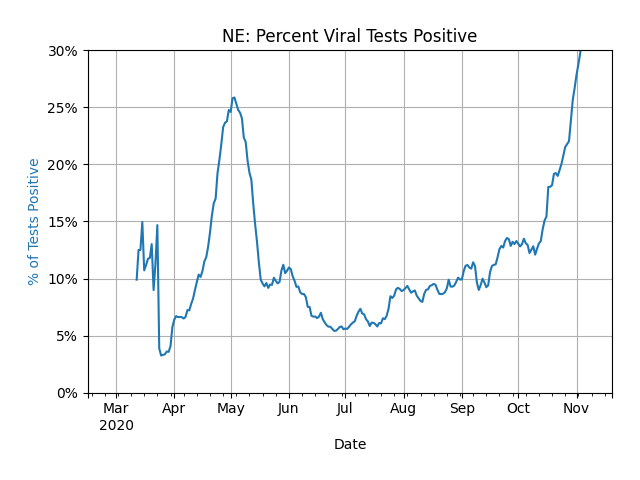 NE: Percent Viral Tests Positive
30%
25%
20%
15%
10%
5%
0%
% of Tests Positive
Mar Apr May Jun Jul Aug Sep Oct Nov
2020
Date